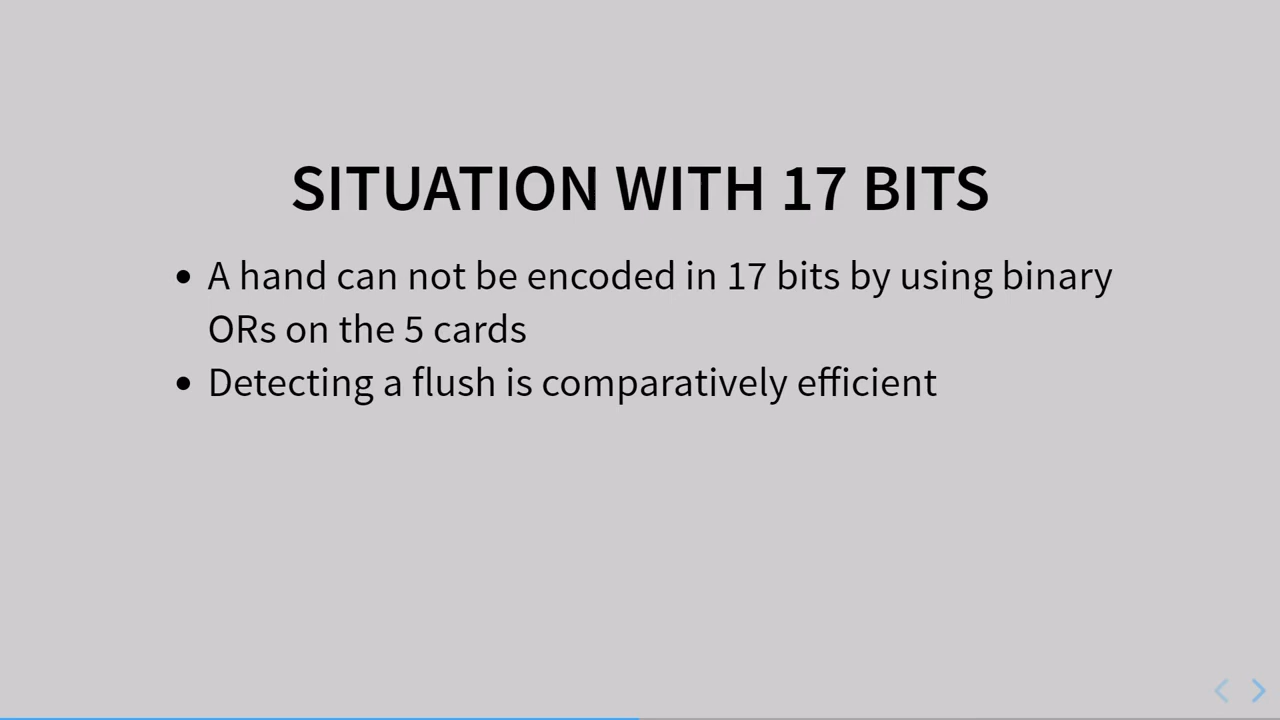 SITUATION WITH 17 BITS
• A hand can not be encoded in 17 bits by using binary
ORs on the 5 cards
• Detecting a flush is comparatively efficient